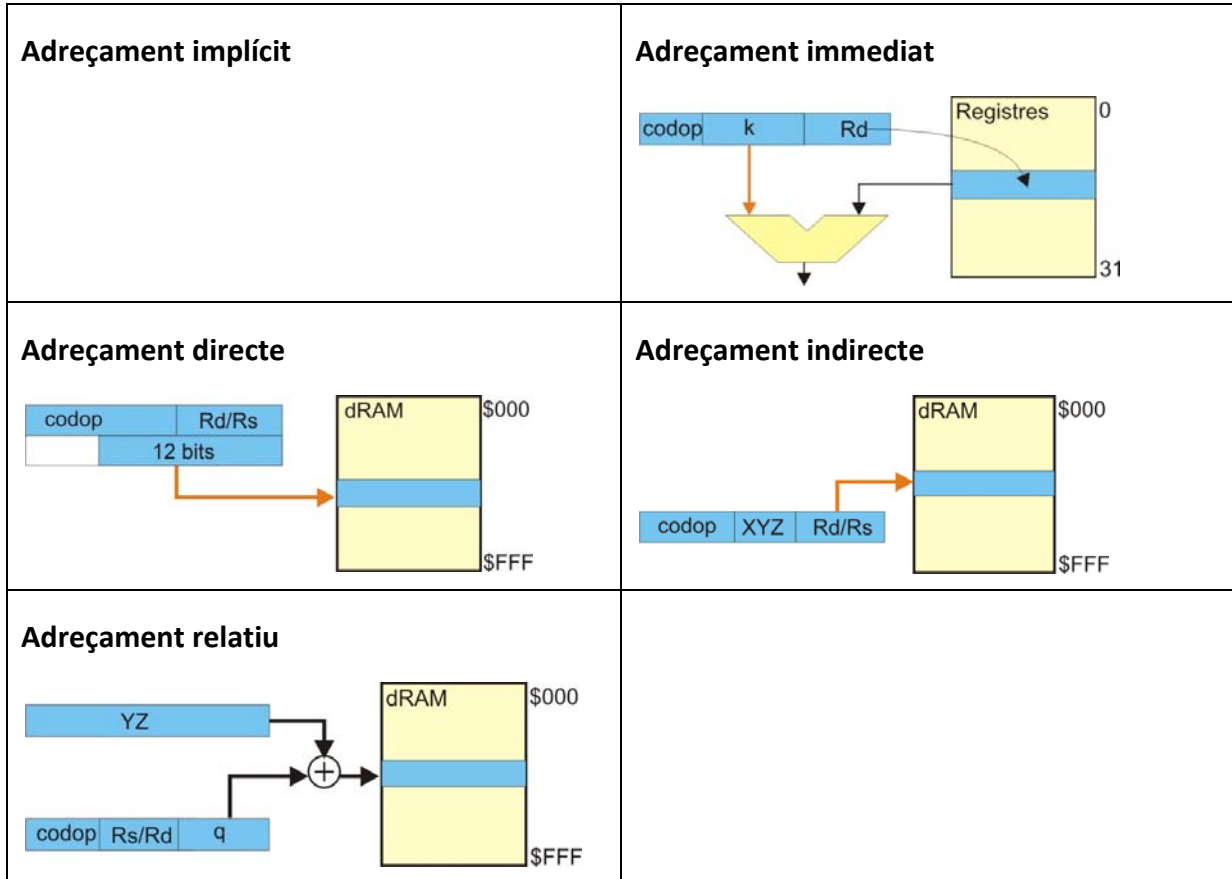 Adreçament implícit
Adreçament immediat
codop k Rd
Registres 0
31
Adreçament directe
codop Rd/Rs
12 bits
dRAM $000
$FFF
Adreçament indirecte
dRAM $000
codop XYZ Rd/Rs
$FFF
Adreçament relatiu
YZ
dRAM $000
+
codop Rs/Rd q
$FFF